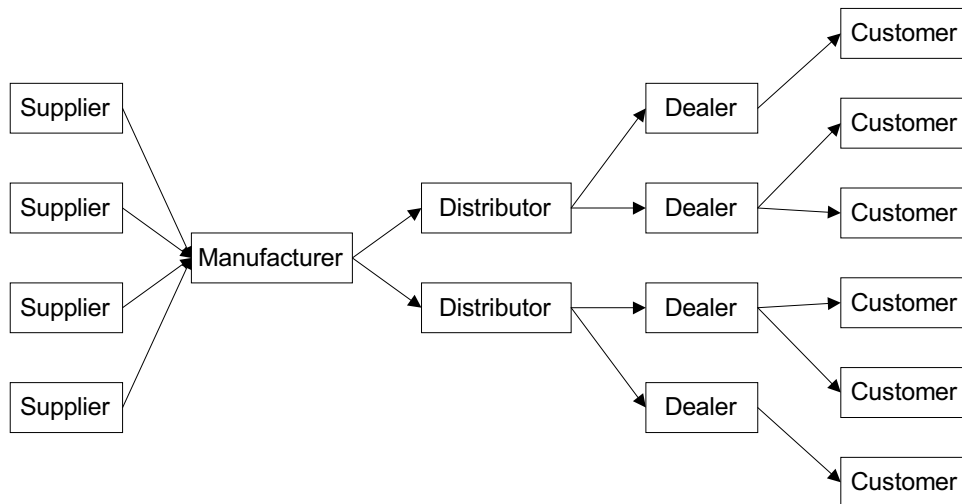 Customer
Supplier
Dealer
Customer
Supplier
Distributor
Dealer
Customer
Manufacturer
Supplier
Distributor
Dealer
Customer
Supplier
Dealer
Customer
Customer